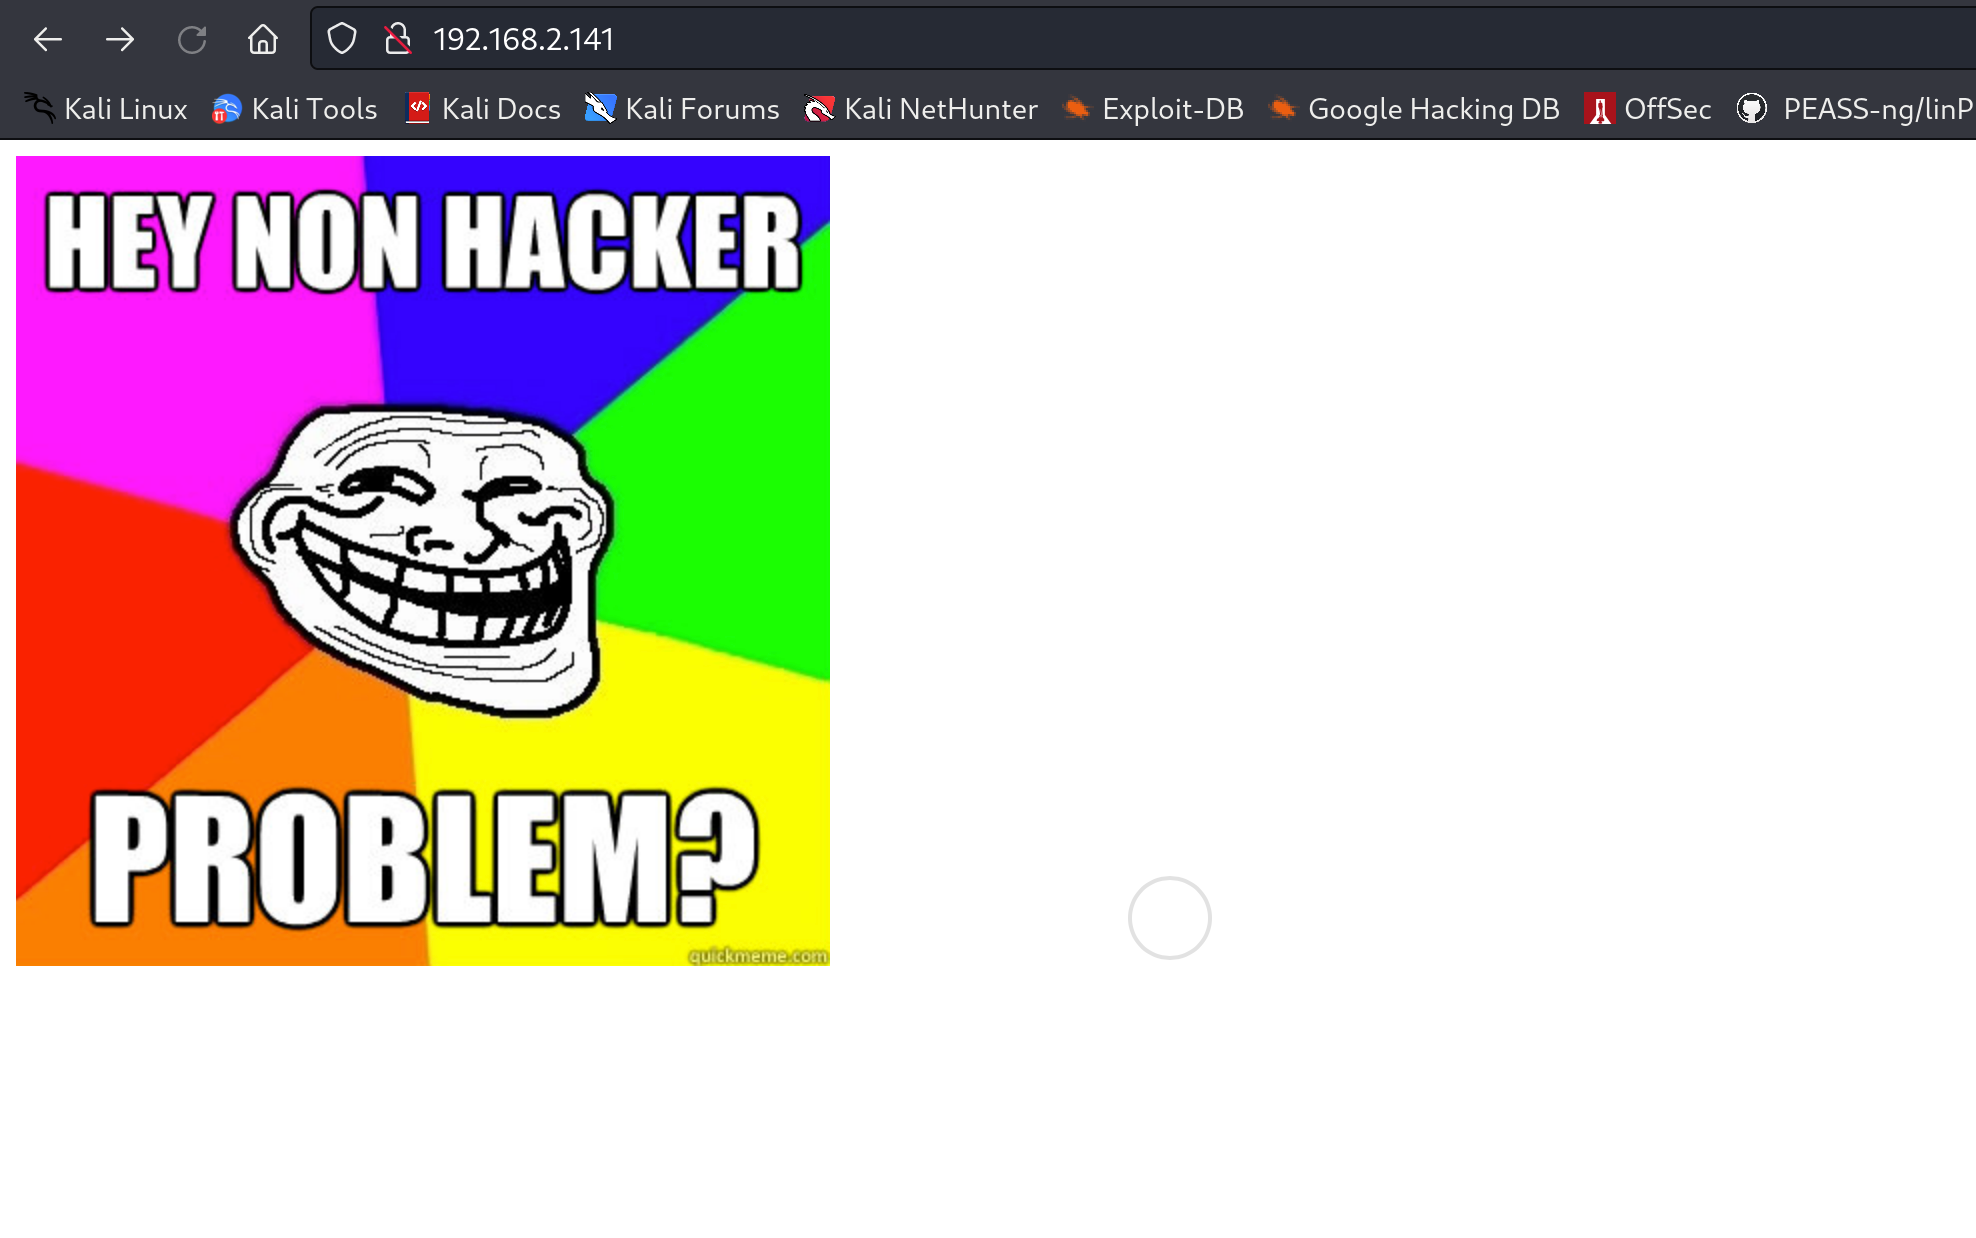 192.168.2.141
Kali Linux Kali Tools Kali Docs Kali Forums Kali NetHunter Exploit-DB Google Hacking DB OffSec PEASS-ng/linP
HEY NON HACKER
PROBLEM?
quickmeme.com